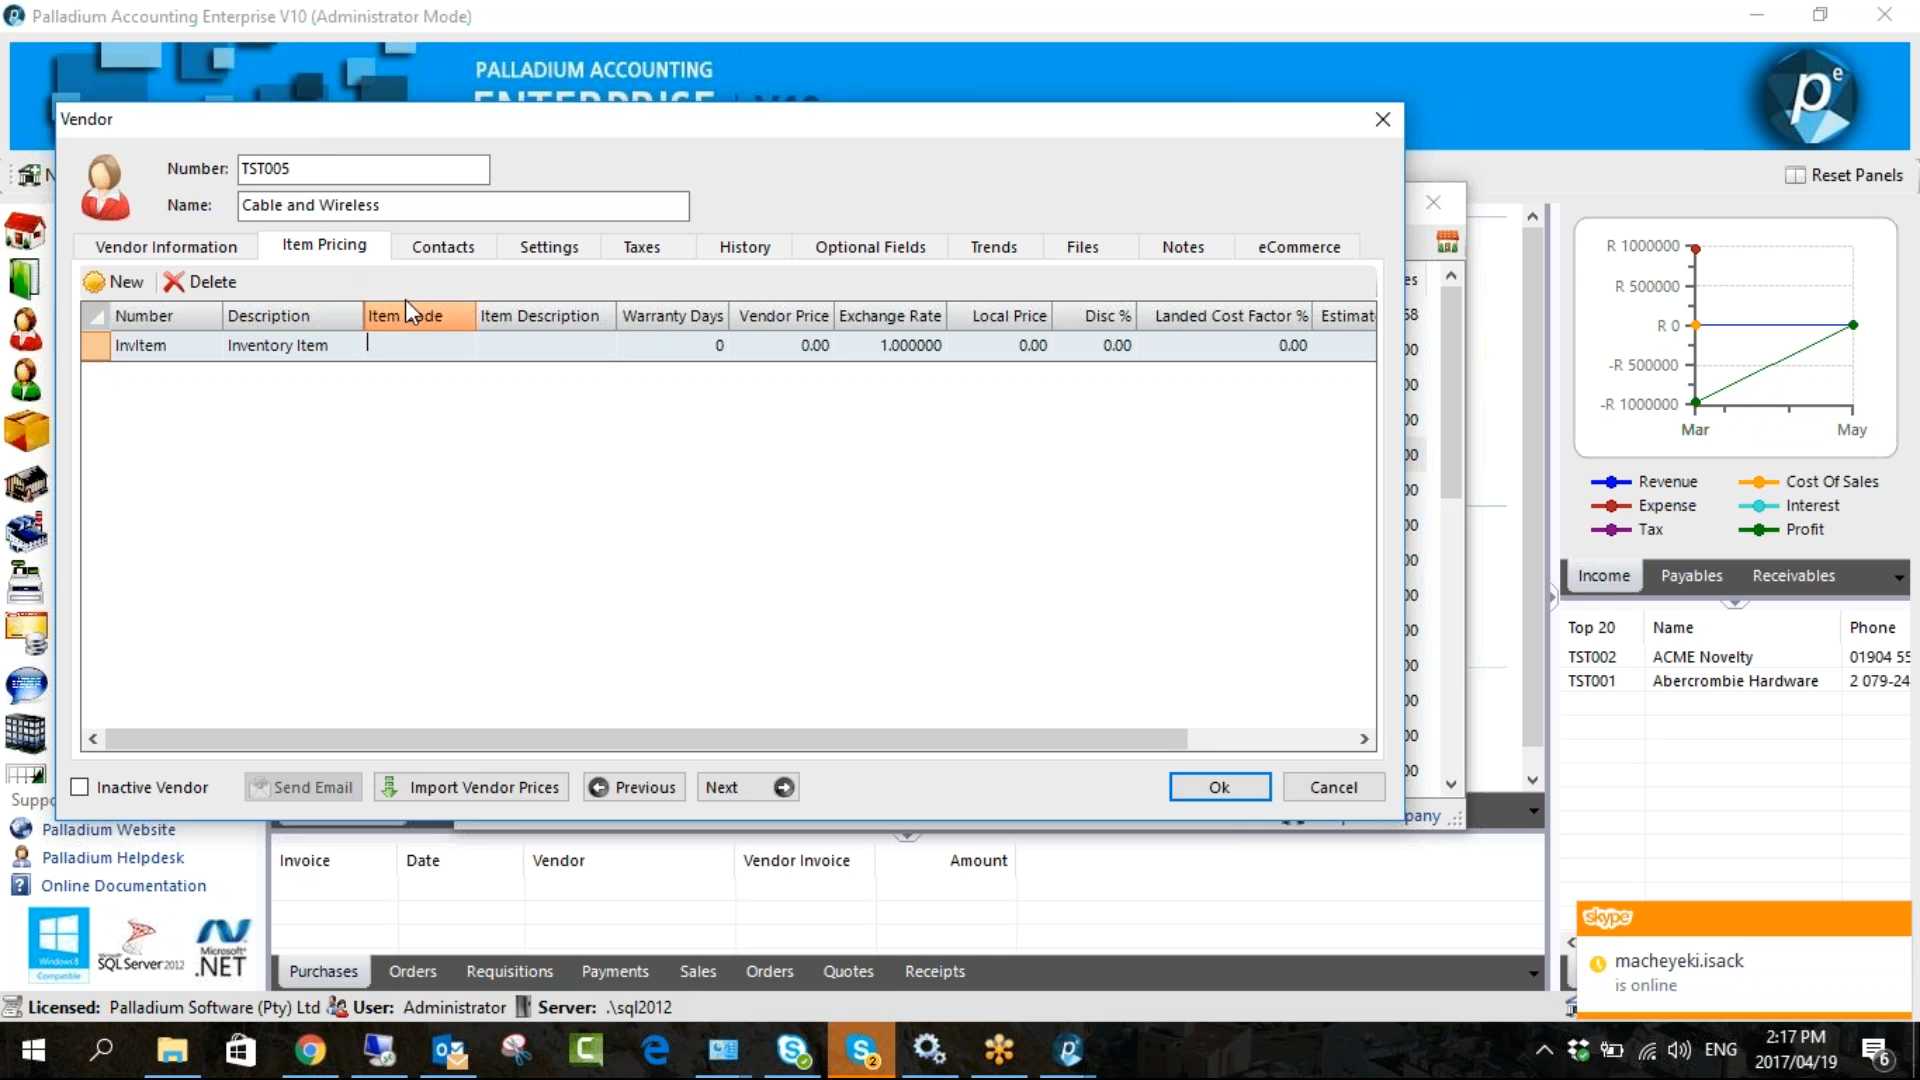 Palladium Accounting Enterprise V10 (Administrator Mode)
PALLADIUM ACCOUNTING
Reset Panels
Vendor
Number: TST005
Name: Cable and Wireless
Vendor Information Item Pricing Contacts Settings Taxes History Optional Fields Trends Files Notes eCommerce
New Delete
Number Description Item Item Description Warranty Days Vendor Price Exchange Rate Local Price Disc % Landed Cost Factor % Estimat
InvItem Inventory Item 0 0.00 1.000000 0.00 0.00 0.00
Inactive Vendor Send Email Import Vendor Prices Previous Next Ok Cancel
R 1000000
R 500000
R 0
-R 500000
-R 1000000
Mar May
Revenue Cost Of Sales
Expense Interest
Tax Profit
Income Payables Receivables
Top 20 Name Phone
TST002 ACME Novelty 01904 55
TST001 Abercrombie Hardware 2 079-24
Palladium Website
Palladium Helpdesk
Online Documentation
Windows 8
Compatible
SQL Server 2012
Microsoft
.NET
Invoice Date Vendor Vendor Invoice Amount
Purchases Orders Requisitions Payments Sales Orders Quotes Receipts
skype
macheyeki.isack
is online
Licensed: Palladium Software (Pty) Ltd User: Administrator Server: .\sql2012
ENG
2:17 PM
2017/04/19
6